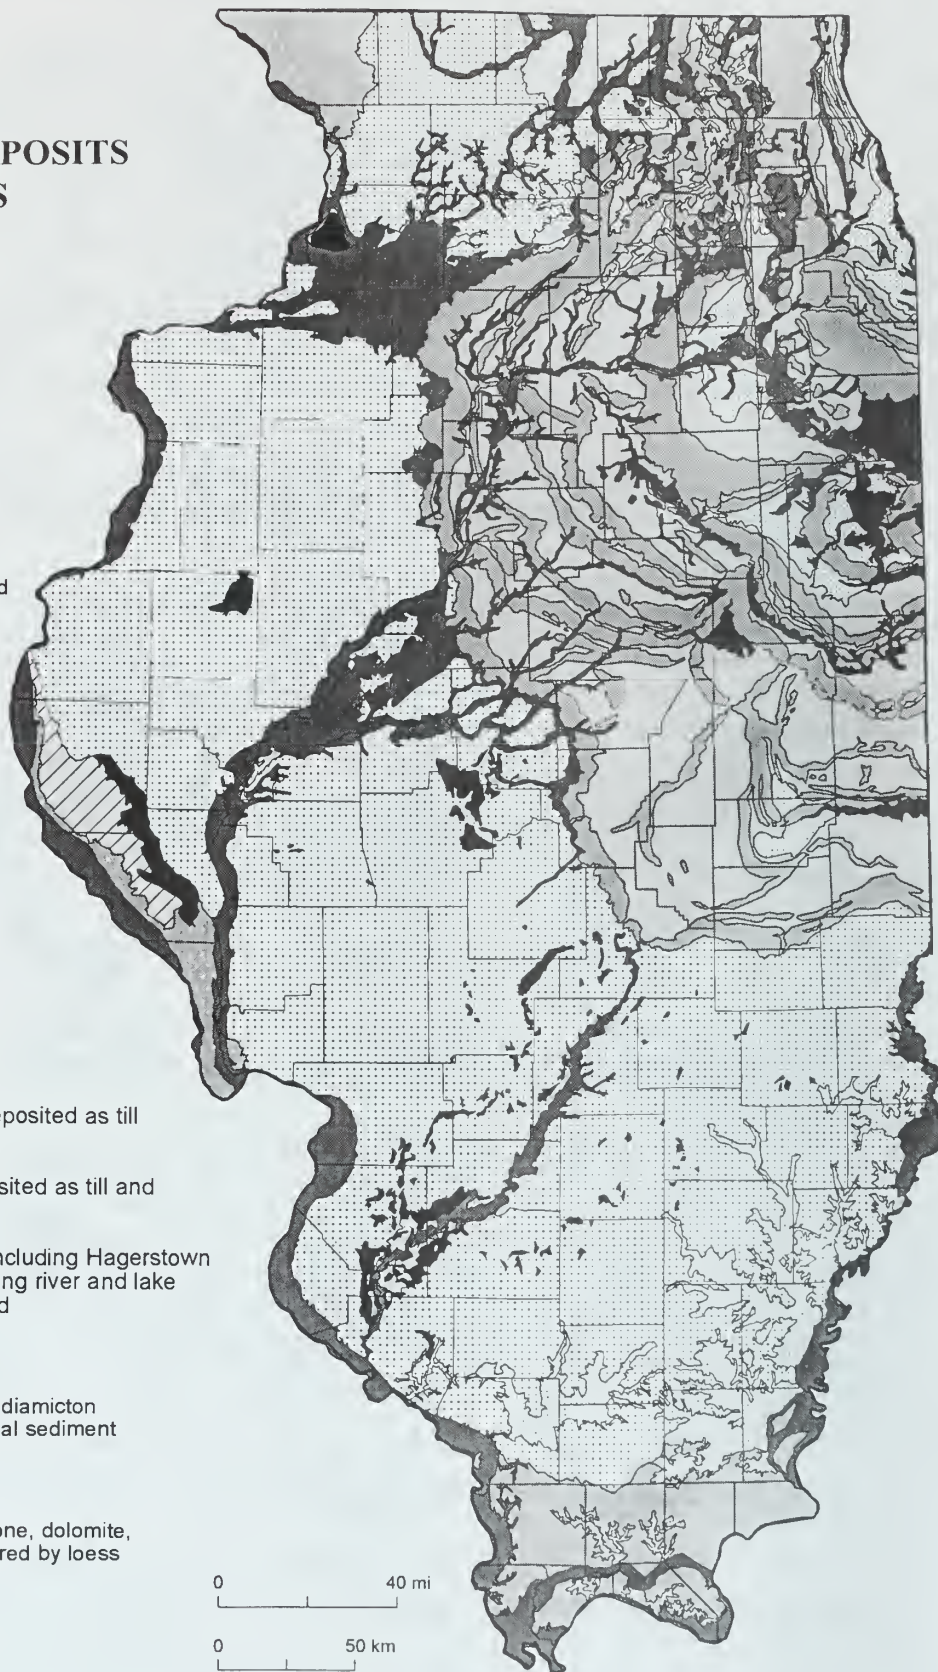 POSITS
S
d
eposited as till
sited as till and
ncluding Hagerstown
ng river and lake
d
diamicton
al sediment
one, dolomite,
red by loess
0 40 mi
0 50 km